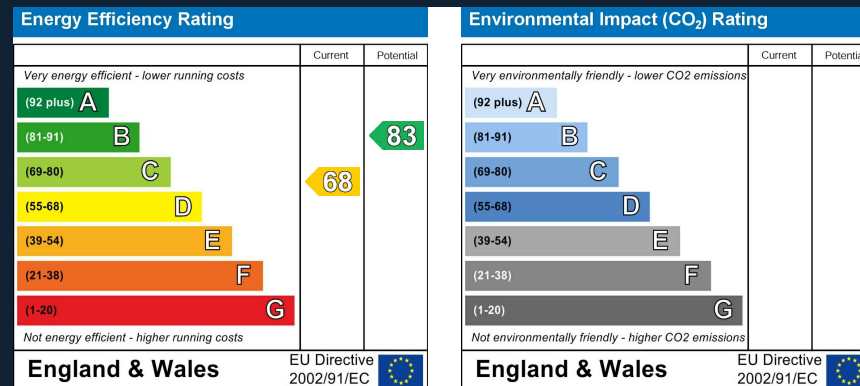 Energy Efficiency Rating
Current Potential
Very energy efficient - lower running costs
(92 plus) A
(81-91) B
83
(69-80) C
68
(55-68) D
(39-54) E
(21-38) F
(1-20) G
Not energy efficient - higher running costs
England & Wales
EU Directive
2002/91/EC
Environmental Impact (CO₂) Rating
Current Potentia
Very environmentally friendly - lower CO2 emissions
(92 plus) A
(81-91) B
(69-80) C
(55-68) D
(39-54) E
(21-38) F
(1-20) G
Not environmentally friendly - higher CO2 emissions
England & Wales
EU Directive
2002/91/EC